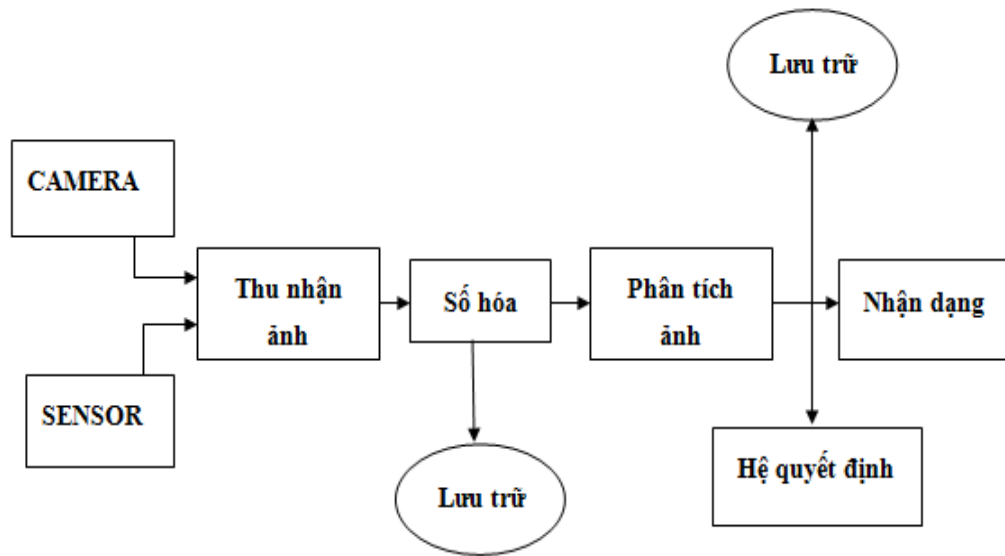 Lưu trữ
CAMERA
Thu nhận
ảnh
Số hóa
Phân tích
ảnh
Nhận dạng
SENSOR
Hệ quyết định
Lưu trữ